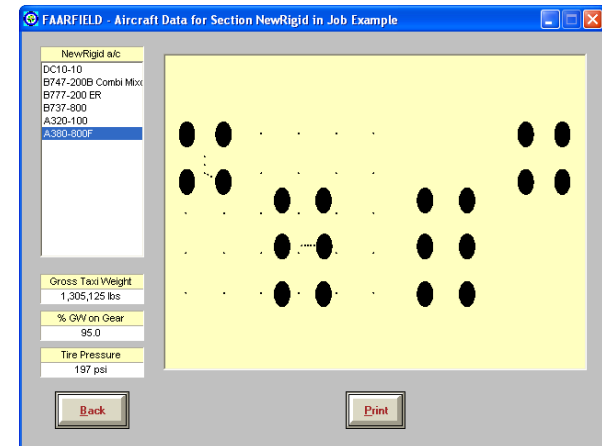 FAARFIELD - Aircraft Data for Section NewRigid in Job Example
NewRigid a/c
DC10-10
B747-200B Combi Mixe
B777-200 ER
B737-800
A320-100
A380-800F
Gross Taxi Weight
1,305,125 lbs
% GW on Gear
95.0
Tire Pressure
197 psi
Back
Print